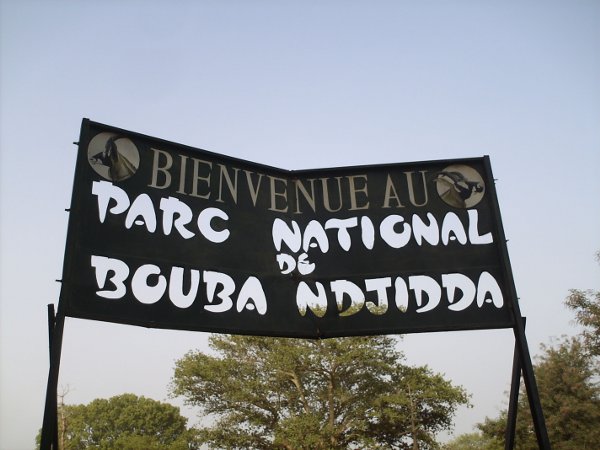 BIENVENUE AU
PARC NATIONAL
DE
BOUBA NDJIDDA